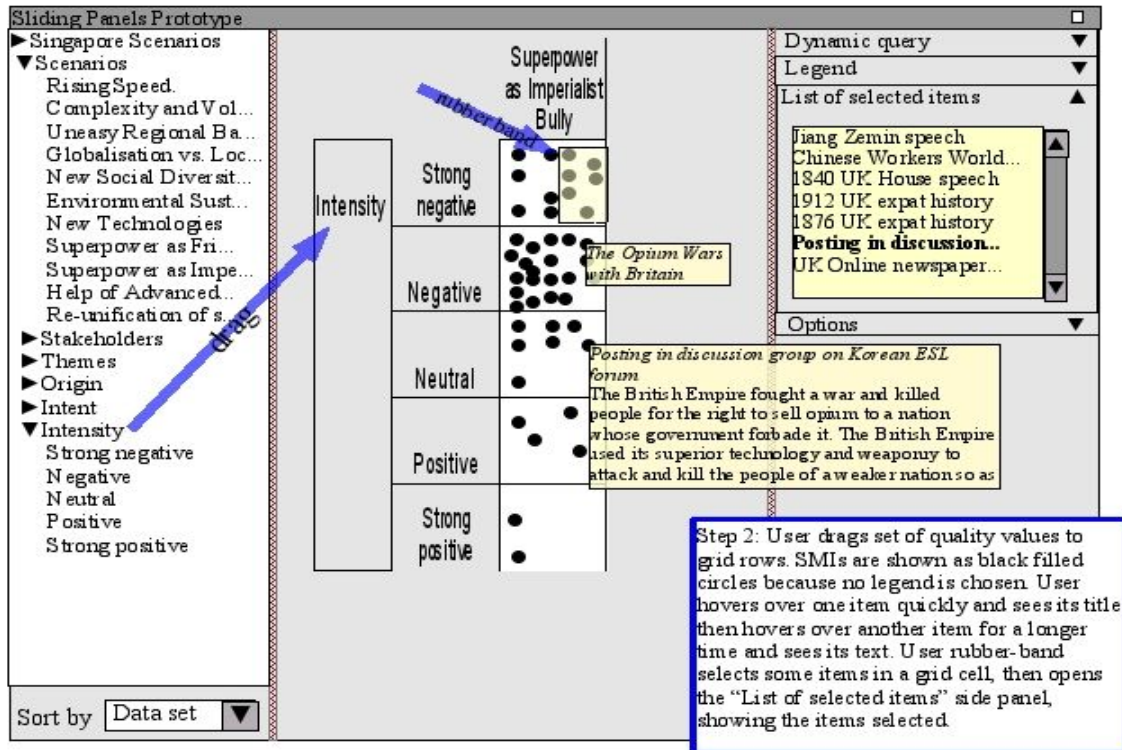 Sliding Panels Prototype
▶Singapore Scenarios
▼Scenarios
Rising Speed.
Complexity and Vol...
Uneasy Regional Ba...
Globalisation vs. Loc...
New Social Diversit...
Environmental Sust...
New Technologies
Superpower as Fri...
Superpower as Impe...
Help of Advanced...
Re-unification of s...
▶Stakeholders
▶Themes
▶Origin
▶Intent
▼Intensity
Strong negative
Negative
Neutral
Positive
Strong positive
Sort by
Data set
drag
rubber band
Superpower
as Imperialist
Bully
Intensity
Strong
negative
Negative
Neutral
Positive
Strong
positive
The Opium Wars
with Britain
Posting in discussion group on Korean ESL
forum
The British Empire fought a war and killed
people for the right to sell opium to a nation
whose government forbade it. The British Empire
used its superior technology and weaponry to
attack and kill the people of a weaker nation so as
Dynamic query
Legend
List of selected items
Jiang Zemin speech
Chinese Workers World...
1840 UK House speech
1912 UK expat history
1876 UK expat history
Posting in discussion...
UK Online newspaper...
Options
Step 2: User drags set of quality values to
grid rows. SMIs are shown as black filled
circles because no legend is chosen. User
hovers over one item quickly and sees its title
then hovers over another item for a longer
time and sees its text. User rubber-band
selects some items in a grid cell, then opens
the “List of selected items” side panel,
showing the items selected.